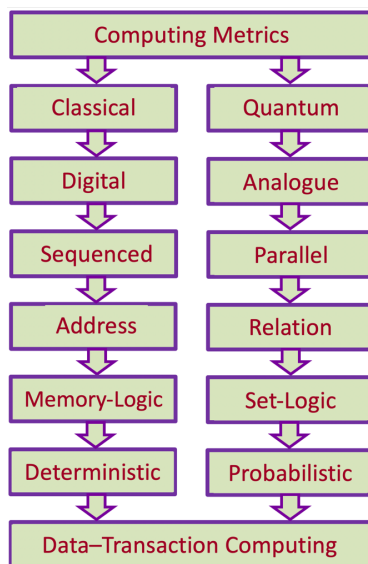 Computing Metrics
Classical
Quantum
Digital
Analogue
Sequenced
Parallel
Address
Relation
Memory-Logic
Set-Logic
Deterministic
Probabilistic
Data–Transaction Computing